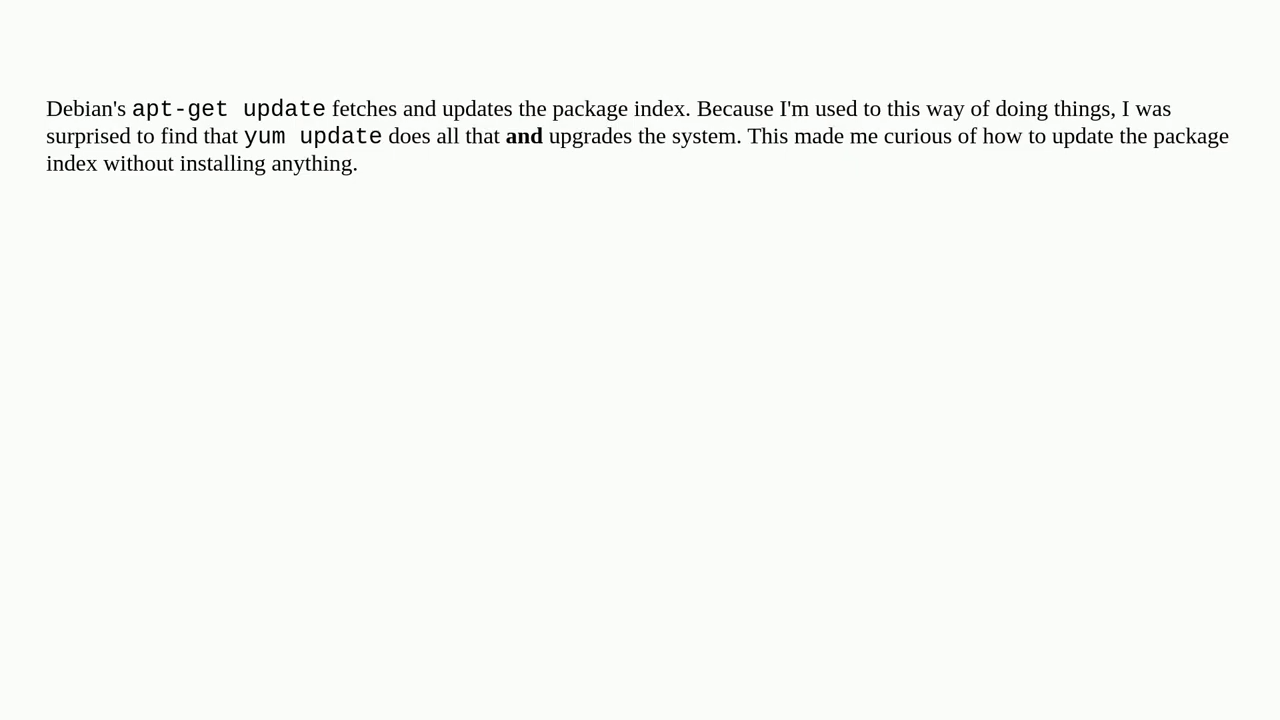 Debian's apt-get update fetches and updates the package index. Because I'm used to this way of doing things, I was
surprised to find that yum update does all that and upgrades the system. This made me curious of how to update the package
index without installing anything.